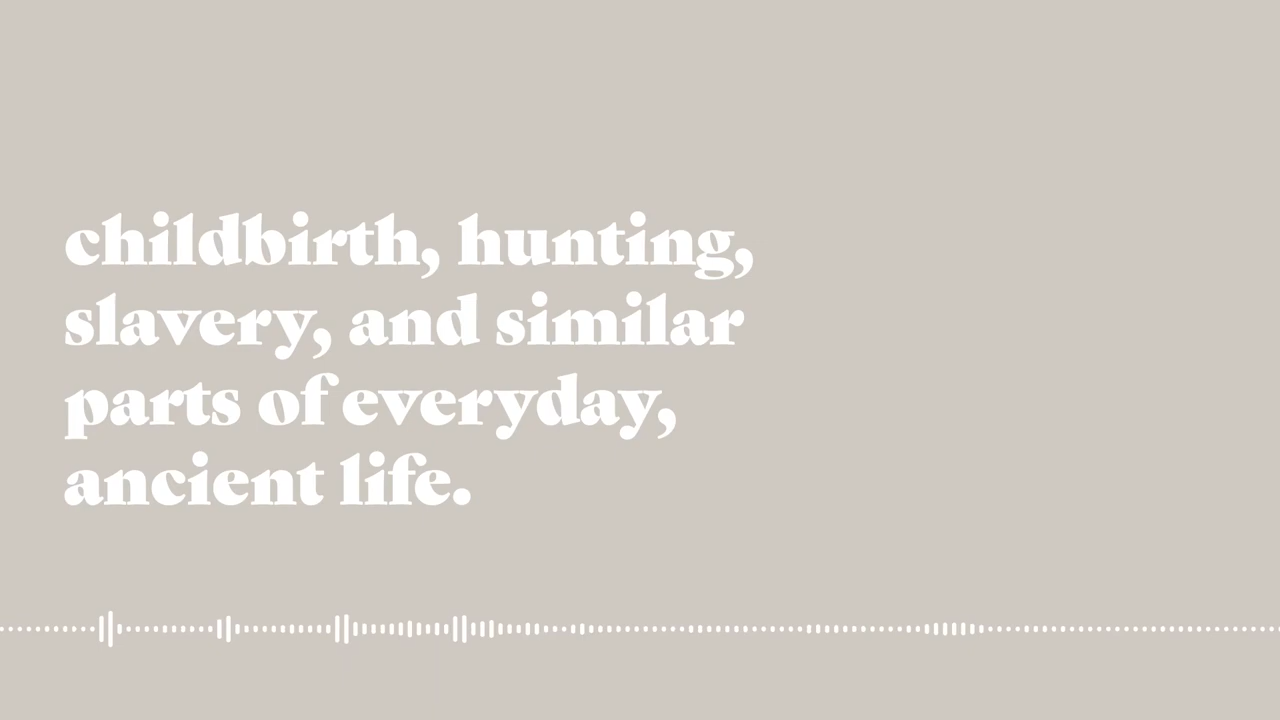 childbirth, hunting,
slavery, and similar
parts of everyday,
ancient life.